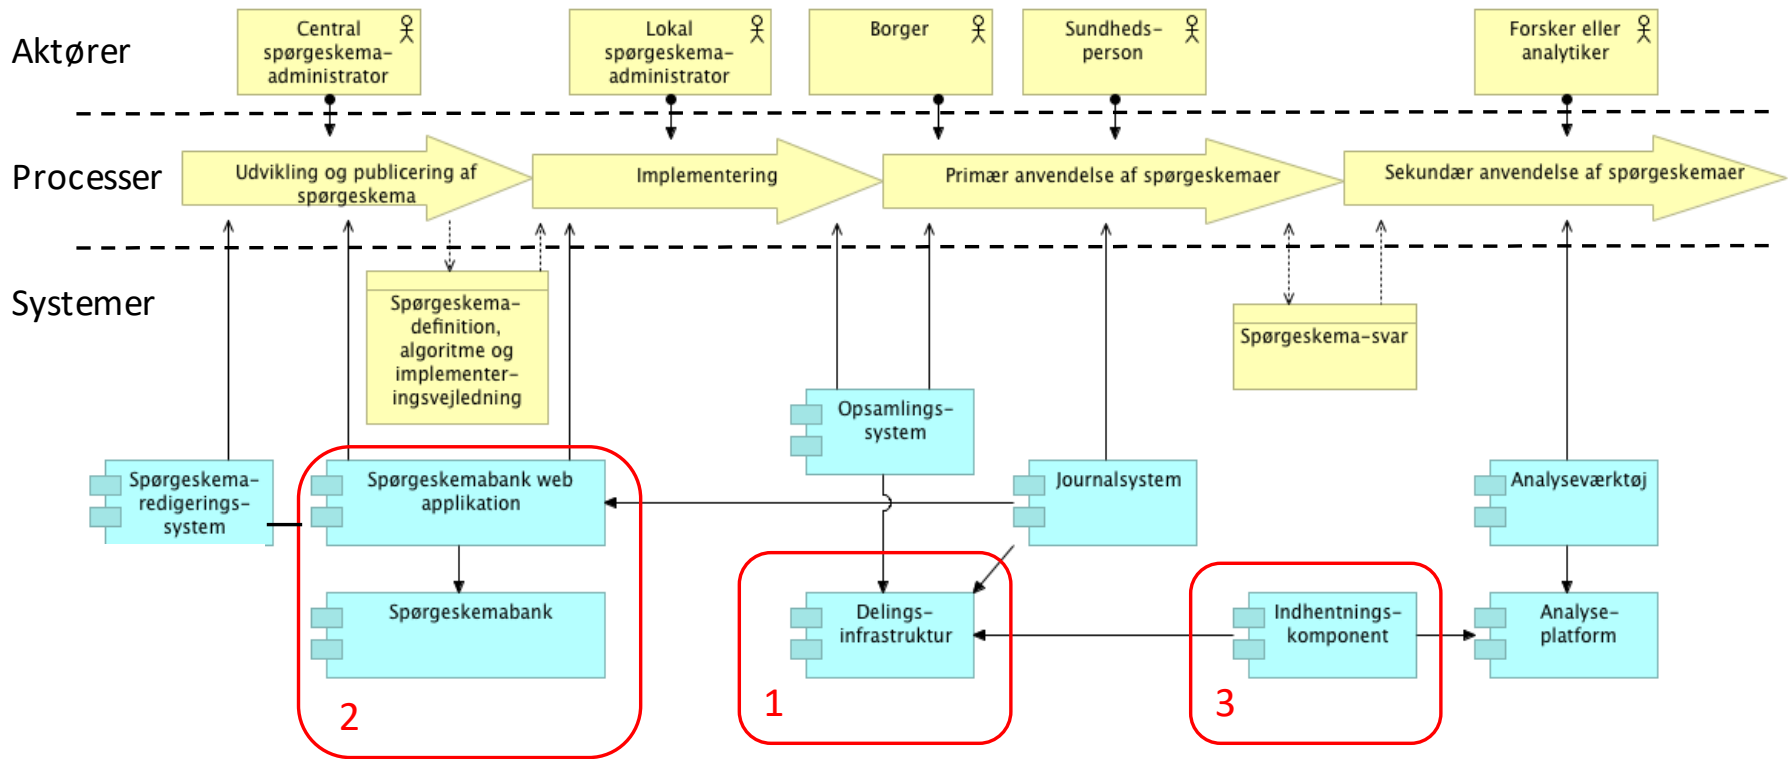 Aktører
Central
spørgeskema-
administrator
Lokal
spørgeskema-
administrator
Borger
Sundheds-
person
Forsker eller
analytiker
Processer
Udvikling og publicering af
spørgeskema
Implementering
Primær anvendelse af spørgeskemaer
Sekundær anvendelse af spørgeskemaer
Systemer
Spørgeskema-
definition,
algoritme og
implementer-
ingsvejledning
Spørgeskema-svar
Opsamlings-
system
Spørgeskema-
redigerings-
system
Spørgeskemabank web
applikation
Journalsystem
Analyseværktøj
Spørgeskemabank
Delings-
infrastruktur
Indhentnings-
komponent
Analyse-
platform
2
1
3